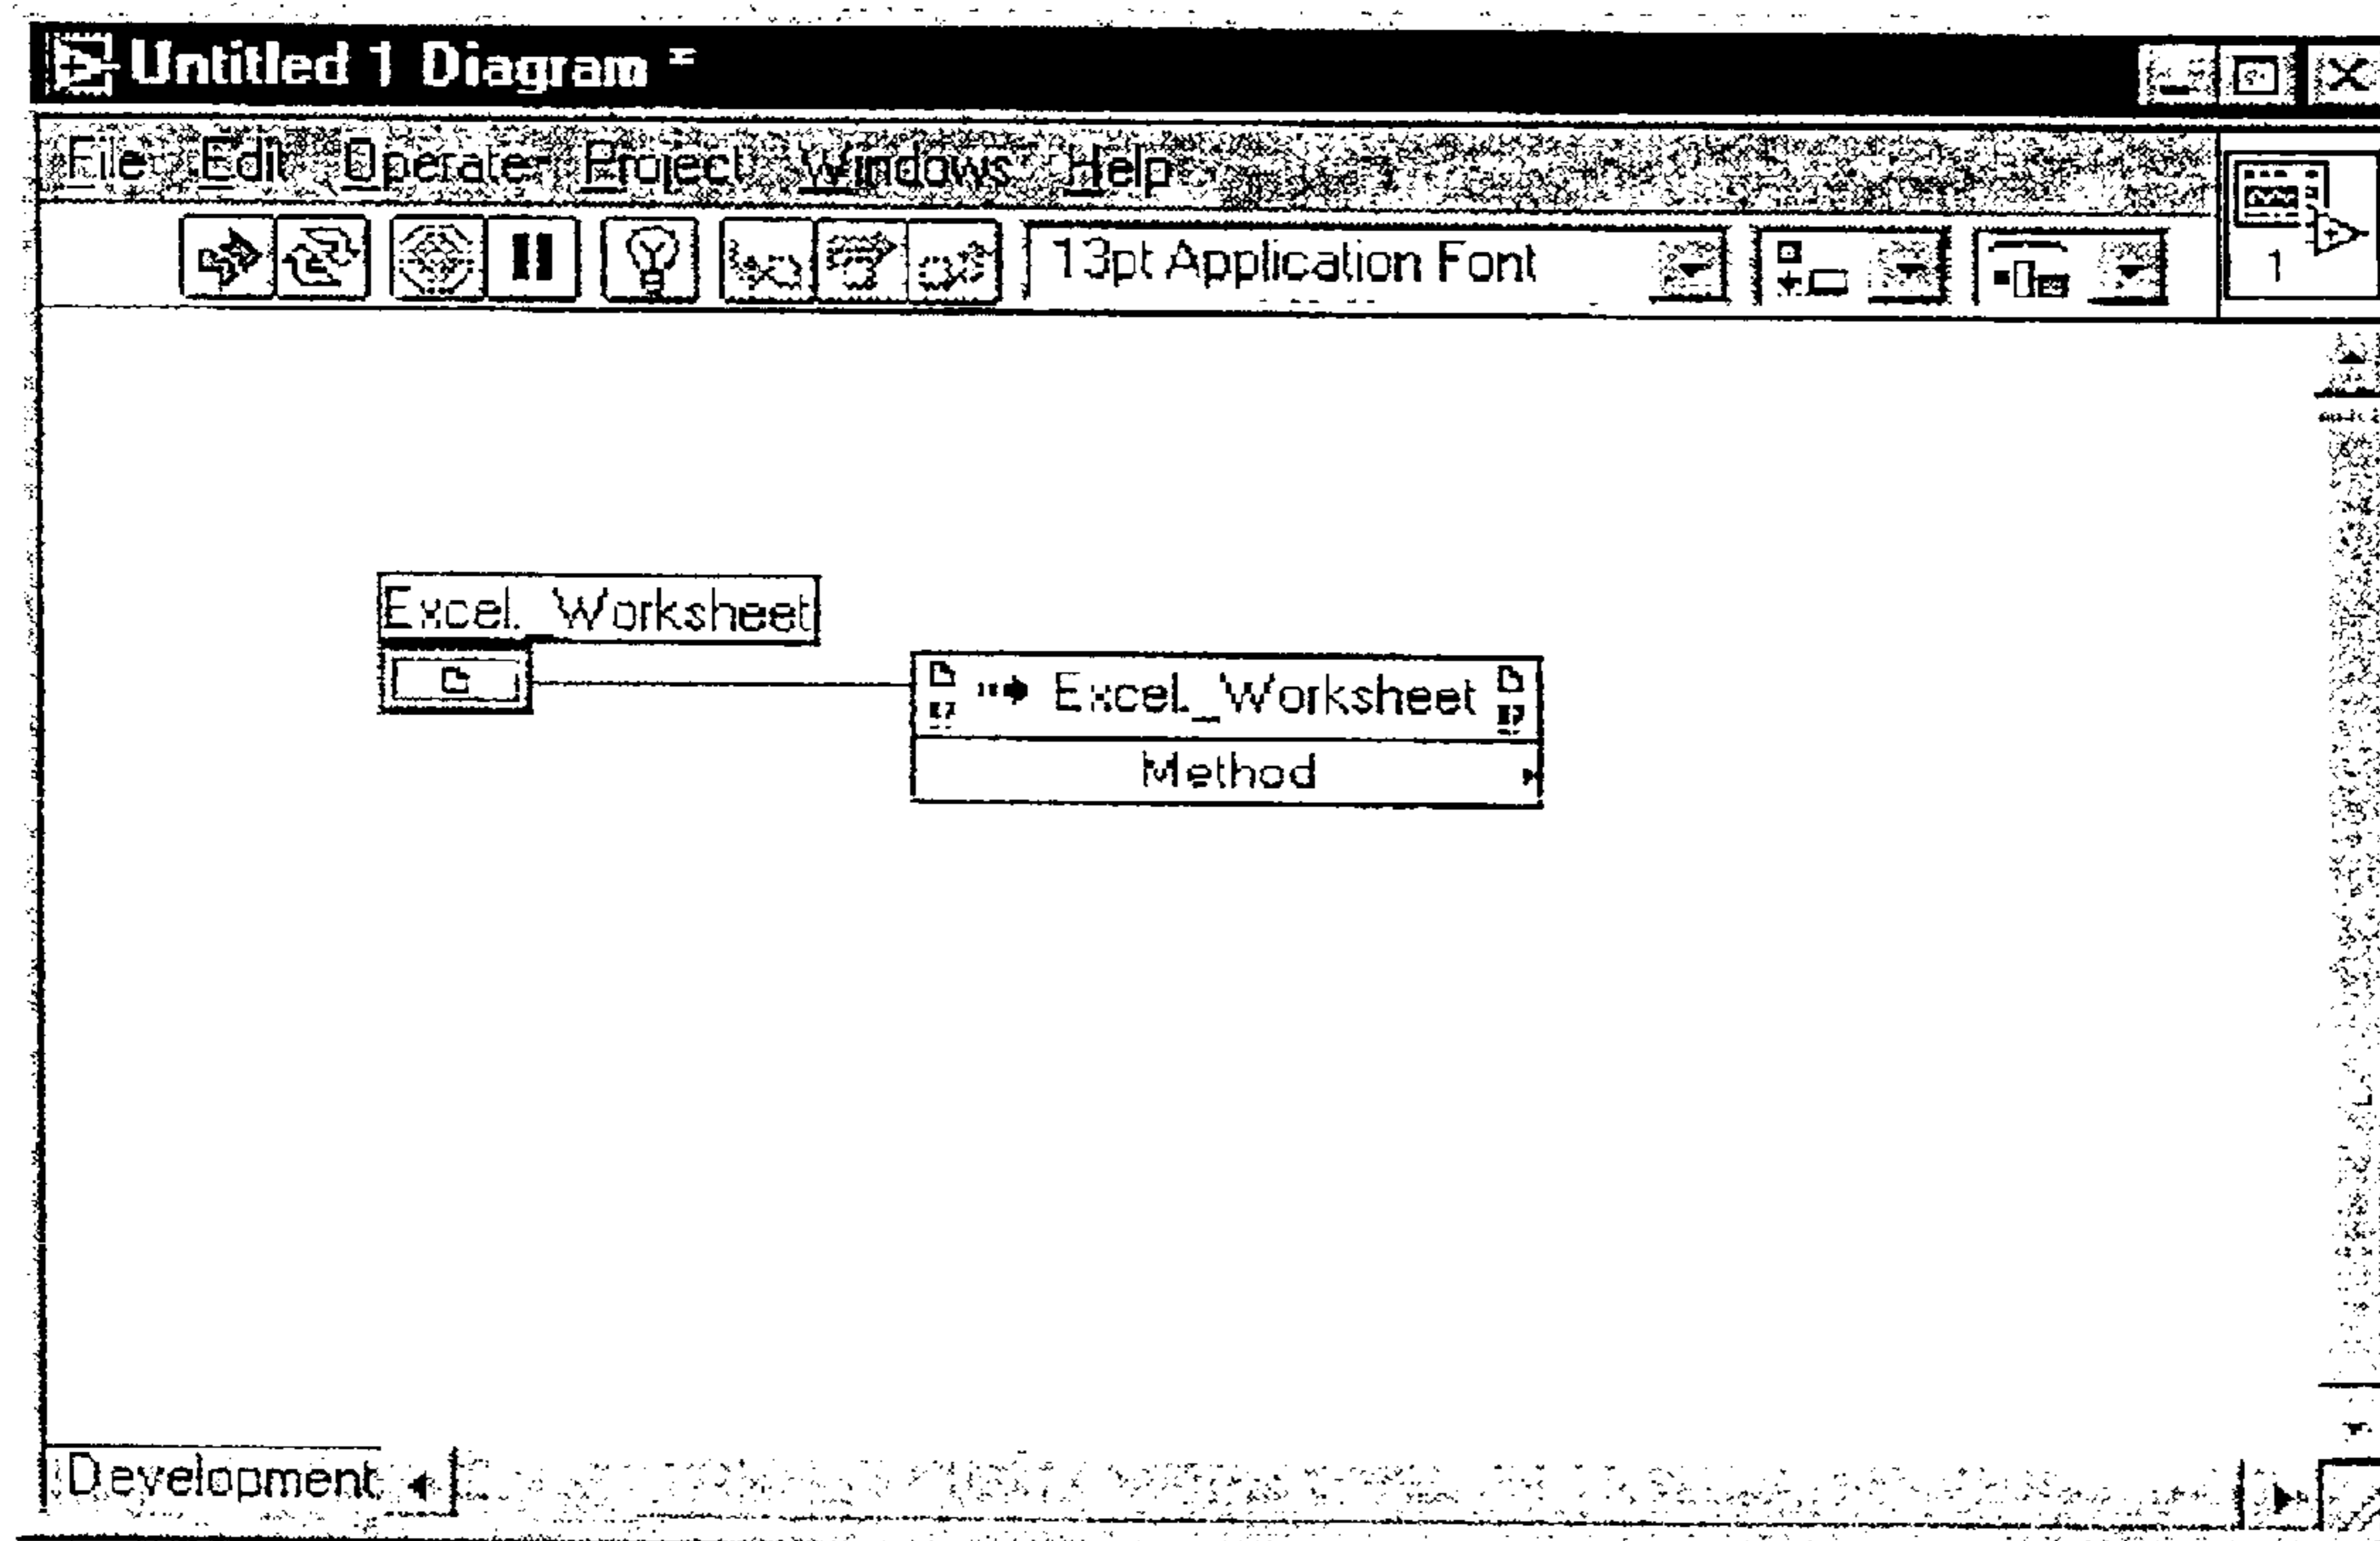 Untitled 1 Diagram *
File Edit Operate Project Windows Help
13pt Application Font
1
Excel._Worksheet
Excel._Worksheet
Method
Development